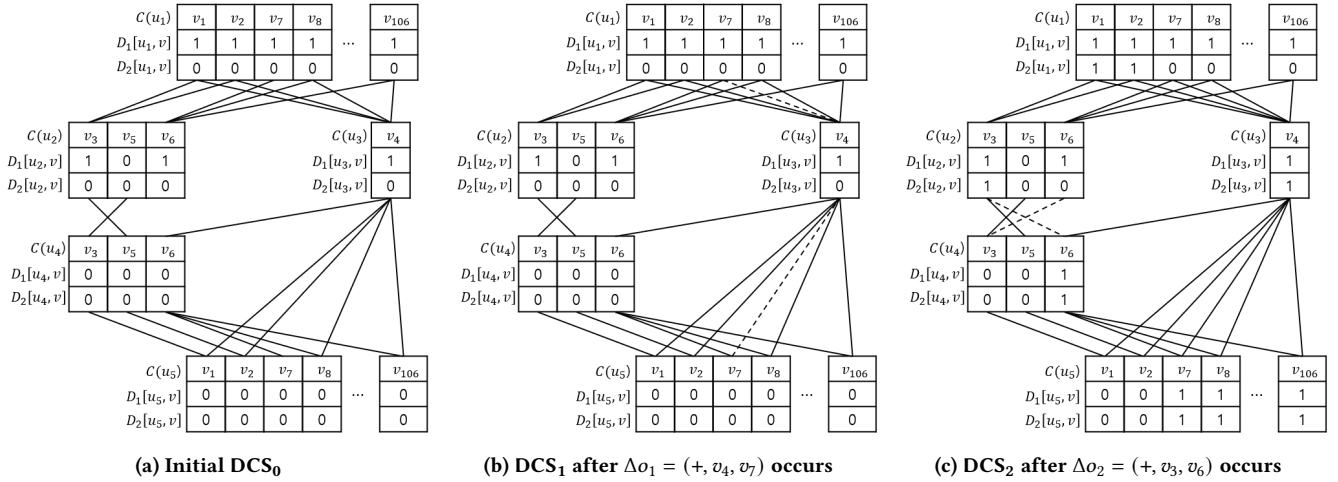 C(u₁) v₁ v₂ v₇ v₈ v₁₀₆
D₁[u₁, v] 1 1 1 1 ... 1
D₂[u₁, v] 0 0 0 0 0
C(u₂) v₃ v₅ v₆ C(u₃) v₄
D₁[u₂, v] 1 0 1 D₁[u₃, v] 1
D₂[u₂, v] 0 0 0 D₂[u₃, v] 0
C(u₄) v₃ v₅ v₆
D₁[u₄, v] 0 0 0
D₂[u₄, v] 0 0 0
C(u₅) v₁ v₂ v₇ v₈ v₁₀₆
D₁[u₅, v] 0 0 0 0 ... 0
D₂[u₅, v] 0 0 0 0 0
(a) Initial DCS₀
C(u₁) v₁ v₂ v₇ v₈ v₁₀₆
D₁[u₁, v] 1 1 1 1 ... 1
D₂[u₁, v] 0 0 0 0 0
C(u₂) v₃ v₅ v₆ C(u₃) v₄
D₁[u₂, v] 1 0 1 D₁[u₃, v] 1
D₂[u₂, v] 0 0 0 D₂[u₃, v] 0
C(u₄) v₃ v₅ v₆
D₁[u₄, v] 0 0 0
D₂[u₄, v] 0 0 0
C(u₅) v₁ v₂ v₇ v₈ v₁₀₆
D₁[u₅, v] 0 0 0 0 ... 0
D₂[u₅, v] 0 0 0 0 0
(b) DCS₁ after Δo₁ = (+, v₄, v₇) occurs
C(u₁) v₁ v₂ v₇ v₈ v₁₀₆
D₁[u₁, v] 1 1 1 1 ... 1
D₂[u₁, v] 1 1 0 0 0
C(u₂) v₃ v₅ v₆ C(u₃) v₄
D₁[u₂, v] 1 0 1 D₁[u₃, v] 1
D₂[u₂, v] 1 0 0 D₂[u₃, v] 1
C(u₄) v₃ v₅ v₆
D₁[u₄, v] 0 0 1
D₂[u₄, v] 0 0 1
C(u₅) v₁ v₂ v₇ v₈ v₁₀₆
D₁[u₅, v] 0 0 1 1 ... 1
D₂[u₅, v] 0 0 1 1 1
(c) DCS₂ after Δo₂ = (+, v₃, v₆) occurs